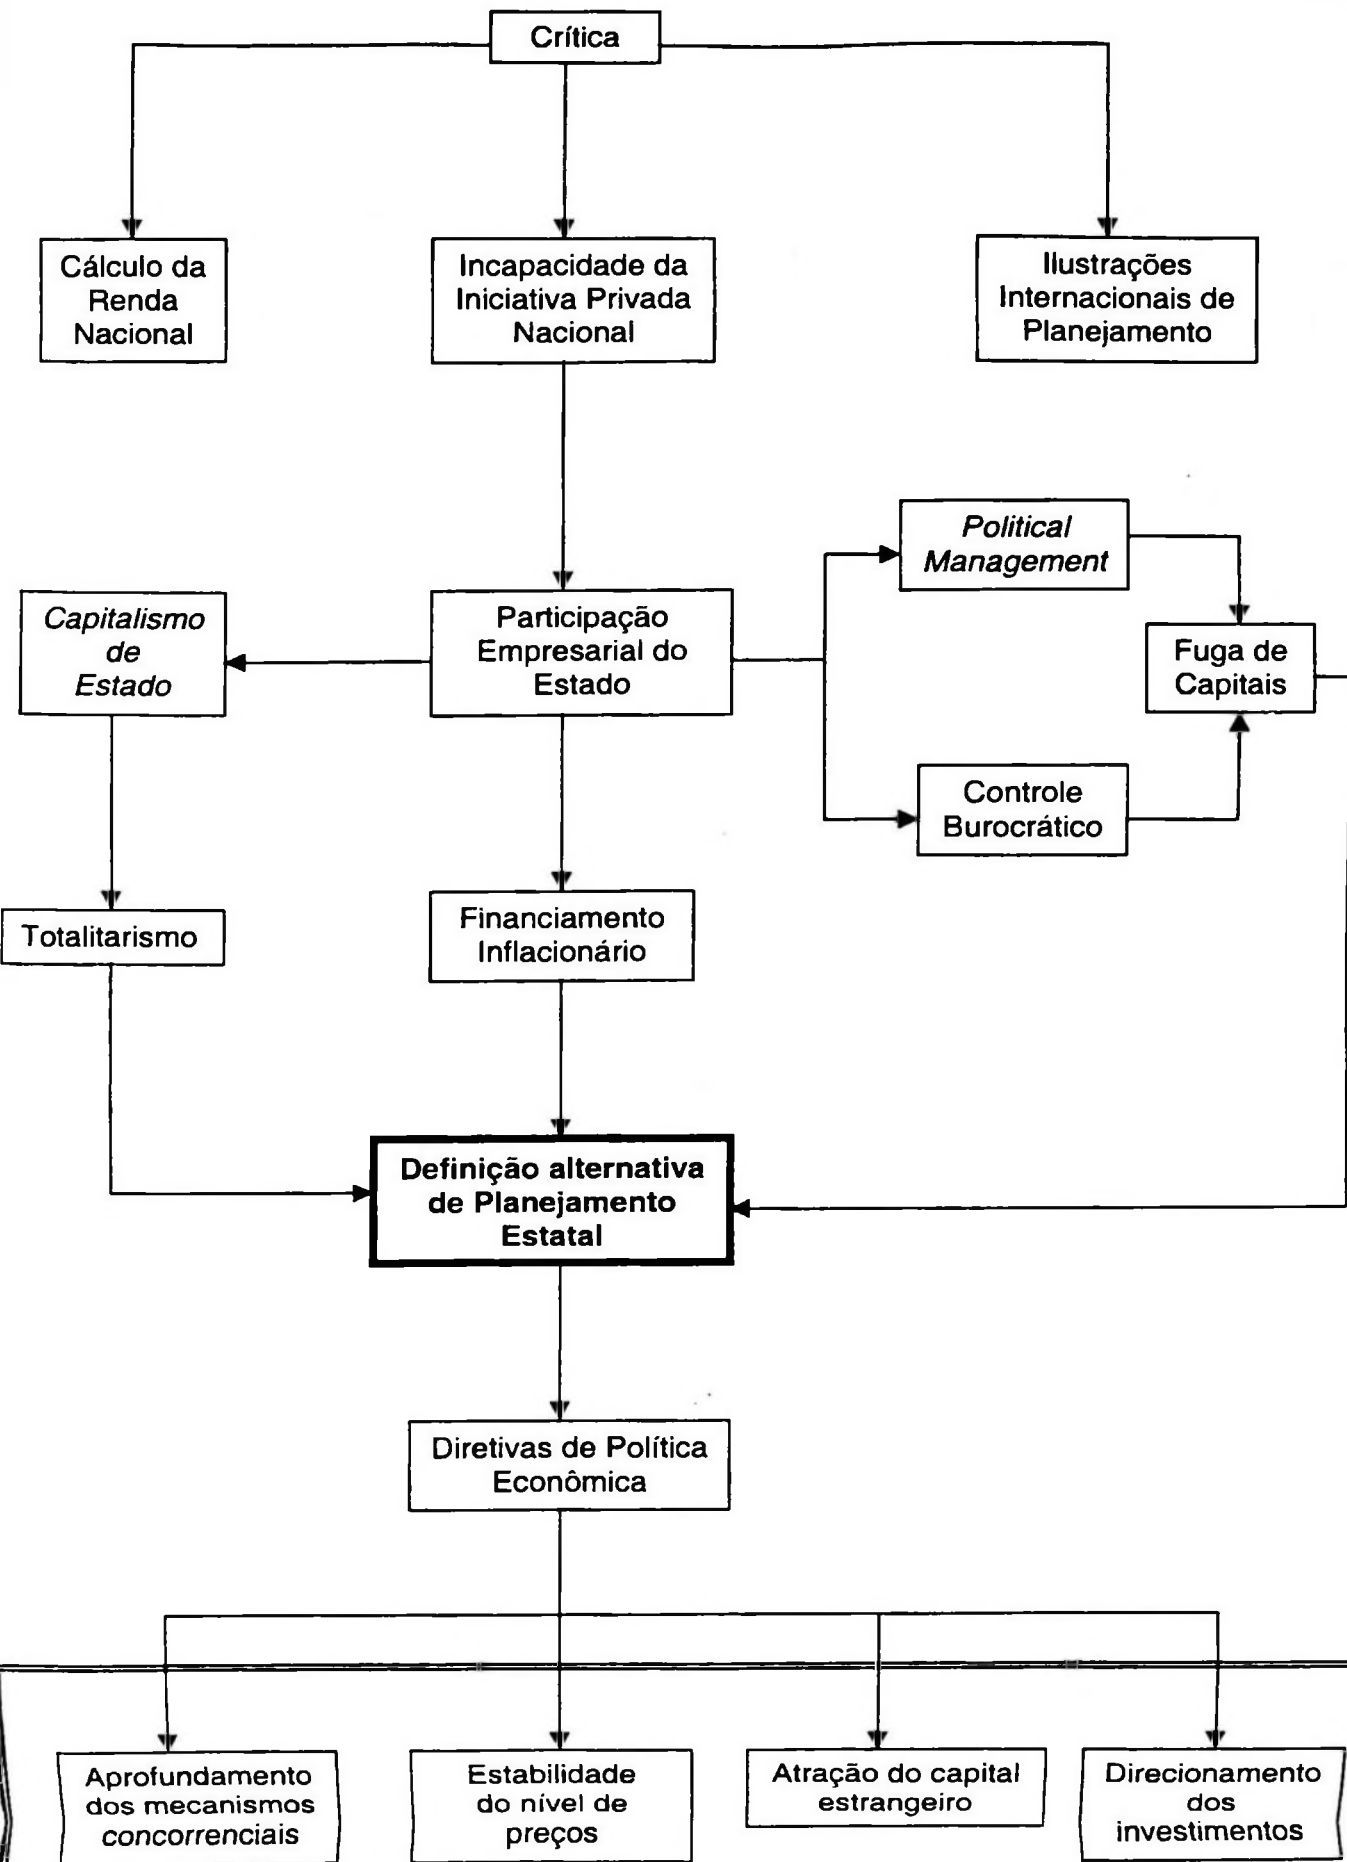 Crítica
Cálculo da
Renda
Nacional
Incapacidade da
Iniciativa Privada
Nacional
Ilustrações
Internacionais de
Planejamento
Political
Management
Capitalismo
de
Estado
Participação
Empresarial do
Estado
Fuga de
Capitais
Controle
Burocrático
Totalitarismo
Financiamento
Inflacionário
Definição alternativa
de Planejamento
Estatal
Diretivas de Política
Econômica
Aprofundamento
dos mecanismos
concorrenciais
Estabilidade
do nível de
preços
Atração do capital
estrangeiro
Direcionamento
dos
investimentos